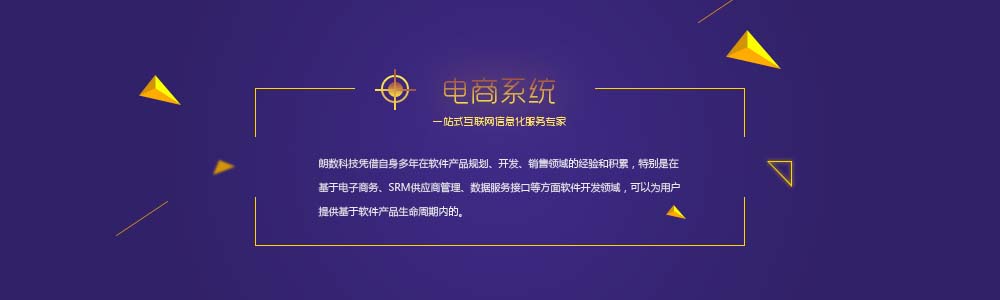 电商系统
一站式互联网信息化服务专家
朗数科技凭借自身多年在软件产品规划、开发、销售领域的经验和积累，特别是在
基于电子商务、SRM供应商管理、数据服务接口等方面软件开发领域，可以为用户
提供基于软件产品生命周期内的。